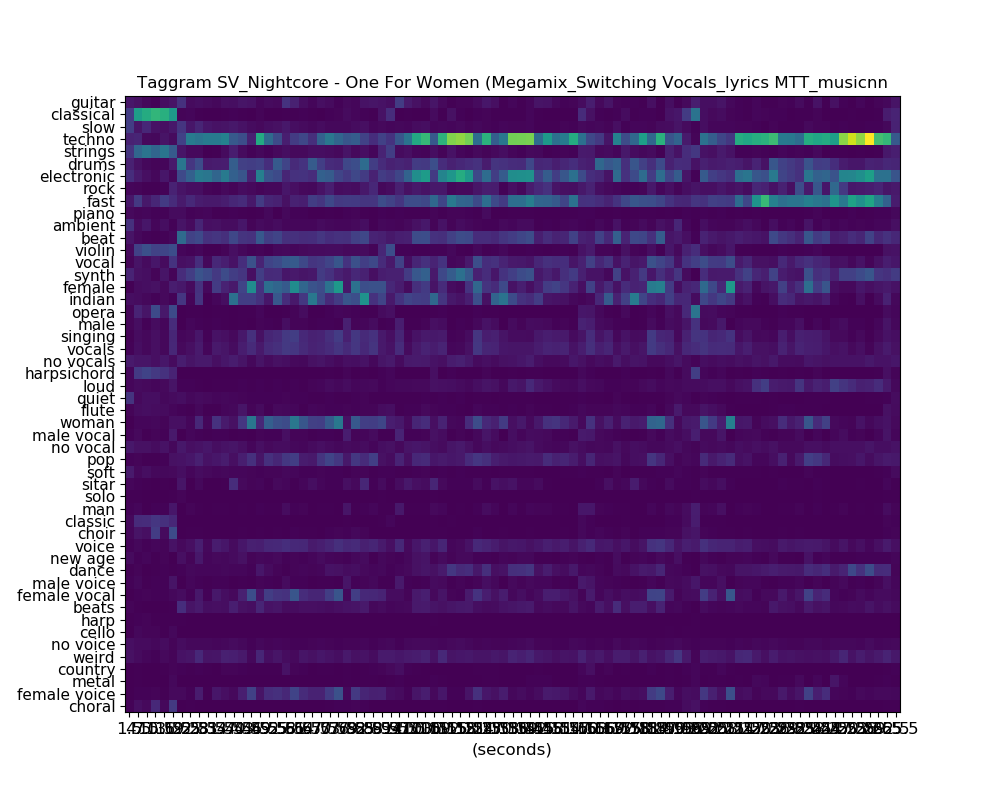 Taggram SV_Nightcore - One For Women (Megamix_Switching Vocals_lyrics MTT_musicnn
guitar
classical
slow
techno
strings
drums
electronic
rock
fast
piano
ambient
beat
violin
vocal
synth
female
indian
opera
male
singing
vocals
no vocals
harpsichord
loud
quiet
flute
woman
male vocal
no vocal
pop
soft
sitar
solo
man
classic
choir
voice
new age
dance
male voice
female vocal
beats
harp
cello
no voice
weird
country
metal
female voice
choral
(seconds)